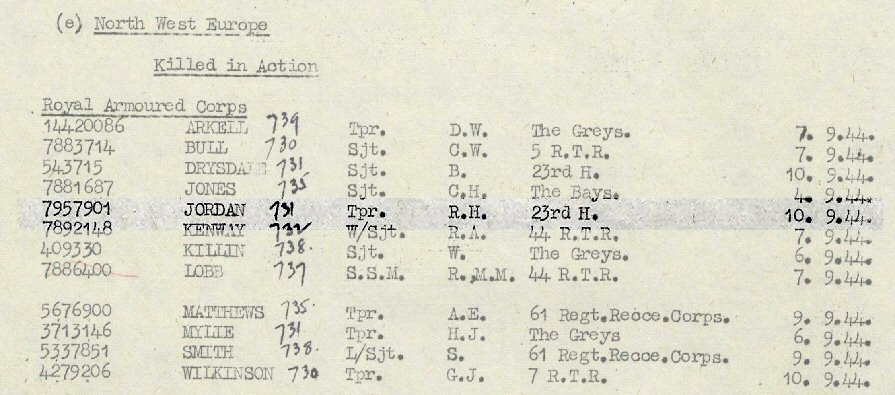 (e) North West Europe
Killed in Action
Royal Armoured Corps
14420086 ARKELL 739 Tpr. D.W. The Greys. 7. 9.44.
7883714 BULL 730 Sjt. C.W. 5 R.T.R. 7. 9.44.
543715 DRYSDALE 731 Sjt. B. 23rd H. 10. 9.44.
7881687 JONES 735 Sjt. C.H. The Bays. 4. 9.44.
7957901 JORDAN 731 Tpr. R.H. 23rd H. 10. 9.44.
7892148 KENWAY W/Sjt. R.A. 44 R.T.R. 7. 9.44.
409330 KILLIN 738. Sjt. W. The Greys. 6. 9.44.
7886400 LOBB 737 S.S.M. R.,M.M. 44 R.T.R. 7. 9.44.
5676900 MATTHEWS 735. Tpr. A.E. 61 Regt.Recce.Corps. 9. 9.44.
3713146 MYLIE 731 Tpr. H.J. The Greys 6. 9.44.
5337851 SMITH 738. L/Sjt. S. 61 Regt.Recce.Corps. 9. 9.44.
4279206 WILKINSON 730 Tpr. G.J. 7 R.T.R. 10. 9.44.